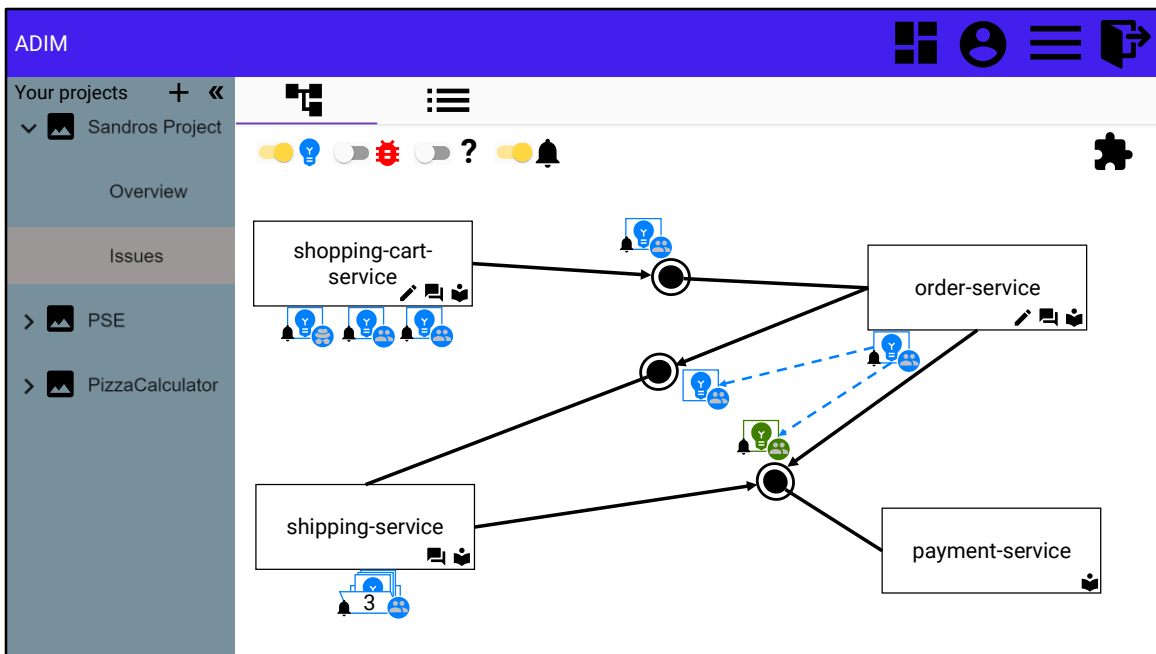 ADIM
Your projects
Sandros Project
Overview
Issues
PSE
PizzaCalculator
?
shopping-cart-
service
order-service
shipping-service
3
payment-service